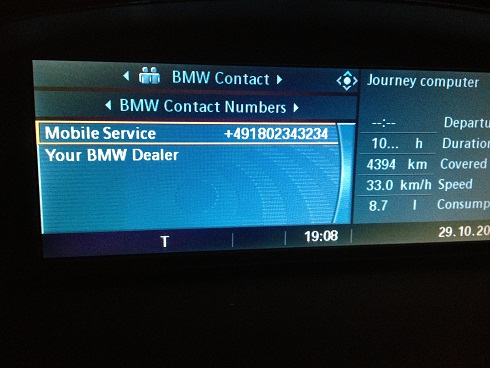 BMW Contact
BMW Contact Numbers
Mobile Service +491802343234
Your BMW Dealer
T 19:08
Journey computer
--:-- Departu
10... h Duration
4394 km Covered
33.0 km/h Speed
8.7 l Consump
29.10.20